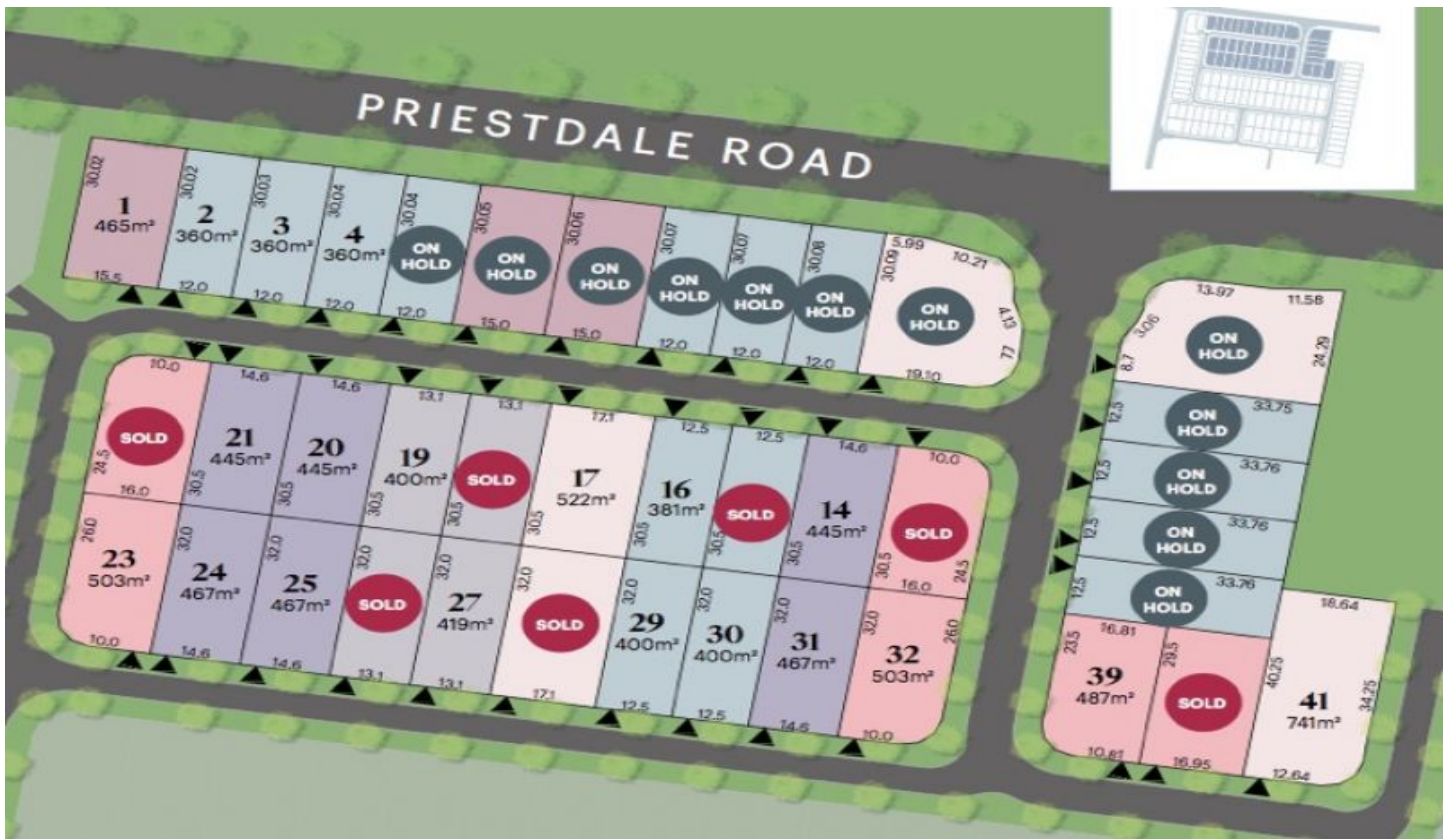 PRIESTDALE ROAD
30.02
1
465m²
15.5
30.02
2
360m²
12.0
30.03
3
360m²
12.0
30.04
4
360m²
12.0
30.04
ON
HOLD
12.0
30.05
ON
HOLD
15.0
30.06
ON
HOLD
15.0
30.07
ON
HOLD
12.0
30.07
ON
HOLD
12.0
30.08
ON
HOLD
12.0
5.99
10.21
30.09
ON
HOLD
4.13
7.7
19.10
10.0
SOLD
24.5
16.0
14.6
21
445m²
30.5
14.6
20
445m²
30.5
13.1
19
400m²
30.5
13.1
SOLD
30.5
17.1
17
522m²
30.5
12.5
16
381m²
30.5
12.5
SOLD
30.5
14.6
14
445m²
30.5
10.0
SOLD
30.5
24.5
16.0
26.0
23
503m²
10.0
32.0
24
467m²
14.6
32.0
25
467m²
14.6
32.0
SOLD
13.1
32.0
27
419m²
13.1
32.0
SOLD
17.1
32.0
29
400m²
12.5
32.0
30
400m²
12.5
32.0
31
467m²
14.6
32.0
32
503m²
26.0
10.0
13.97
11.58
3.06
ON
HOLD
8.7
24.29
12.5
ON
HOLD
33.75
12.5
ON
HOLD
33.76
12.5
ON
HOLD
33.76
12.5
ON
HOLD
33.76
16.81
23.5
39
487m²
10.81
29.5
SOLD
16.95
18.64
40.25
41
741m²
34.25
12.64